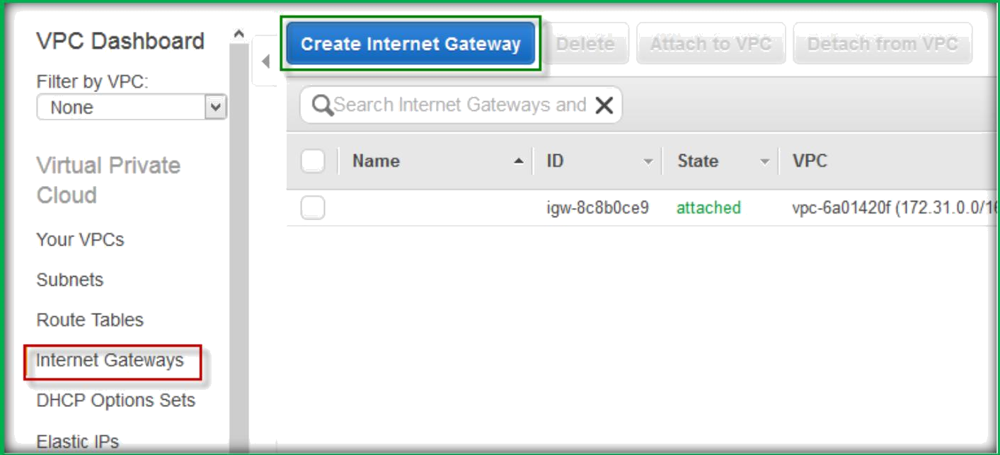 VPC Dashboard
Filter by VPC:
None
Virtual Private
Cloud
Your VPCs
Subnets
Route Tables
Internet Gateways
DHCP Options Sets
Elastic IPs
Create Internet Gateway Delete Attach to VPC Detach from VPC
Search Internet Gateways and
Name ID State VPC
igw-8c8b0ce9 attached vpc-6a01420f (172.31.0.0/16